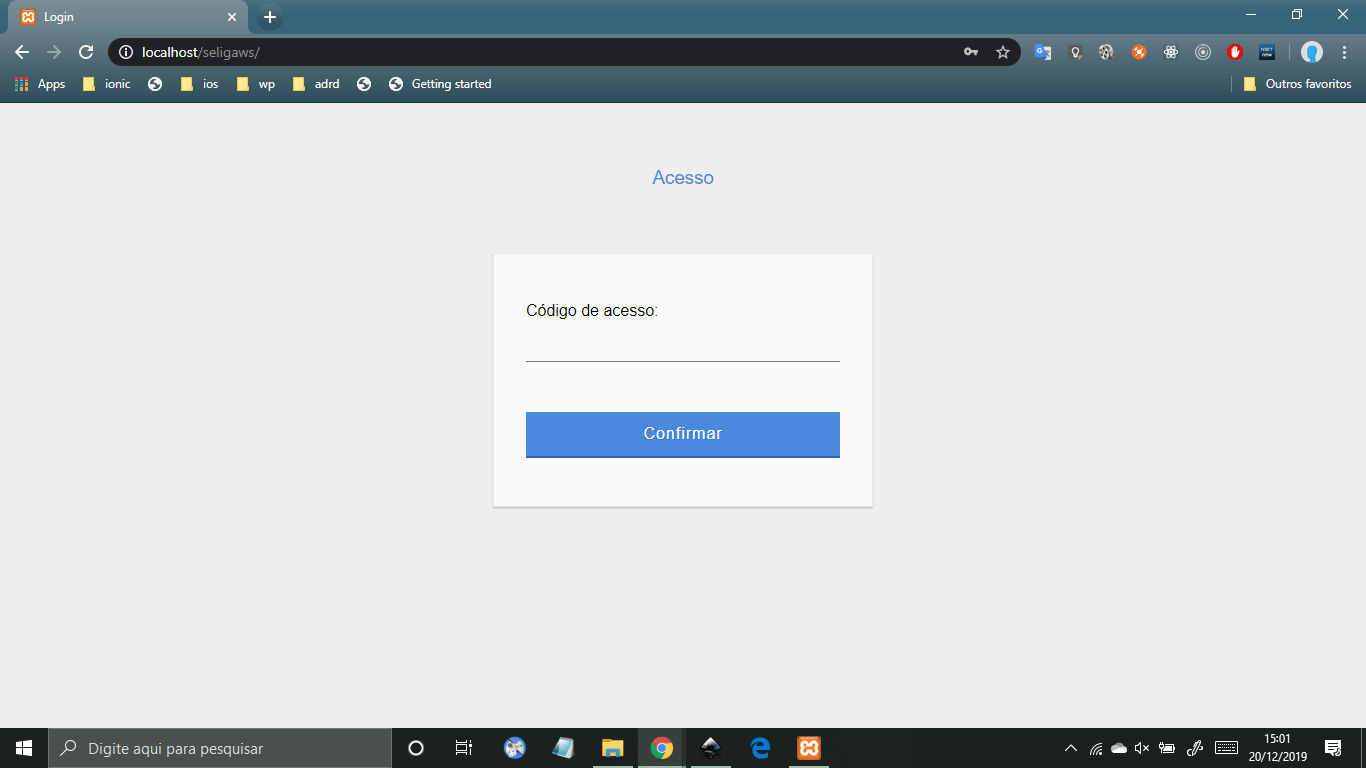 Login
localhost/seligaws/
Apps ionic ios wp adrd Getting started Outros favoritos
Acesso
Código de acesso:
Confirmar
Digite aqui para pesquisar
15:01
20/12/2019